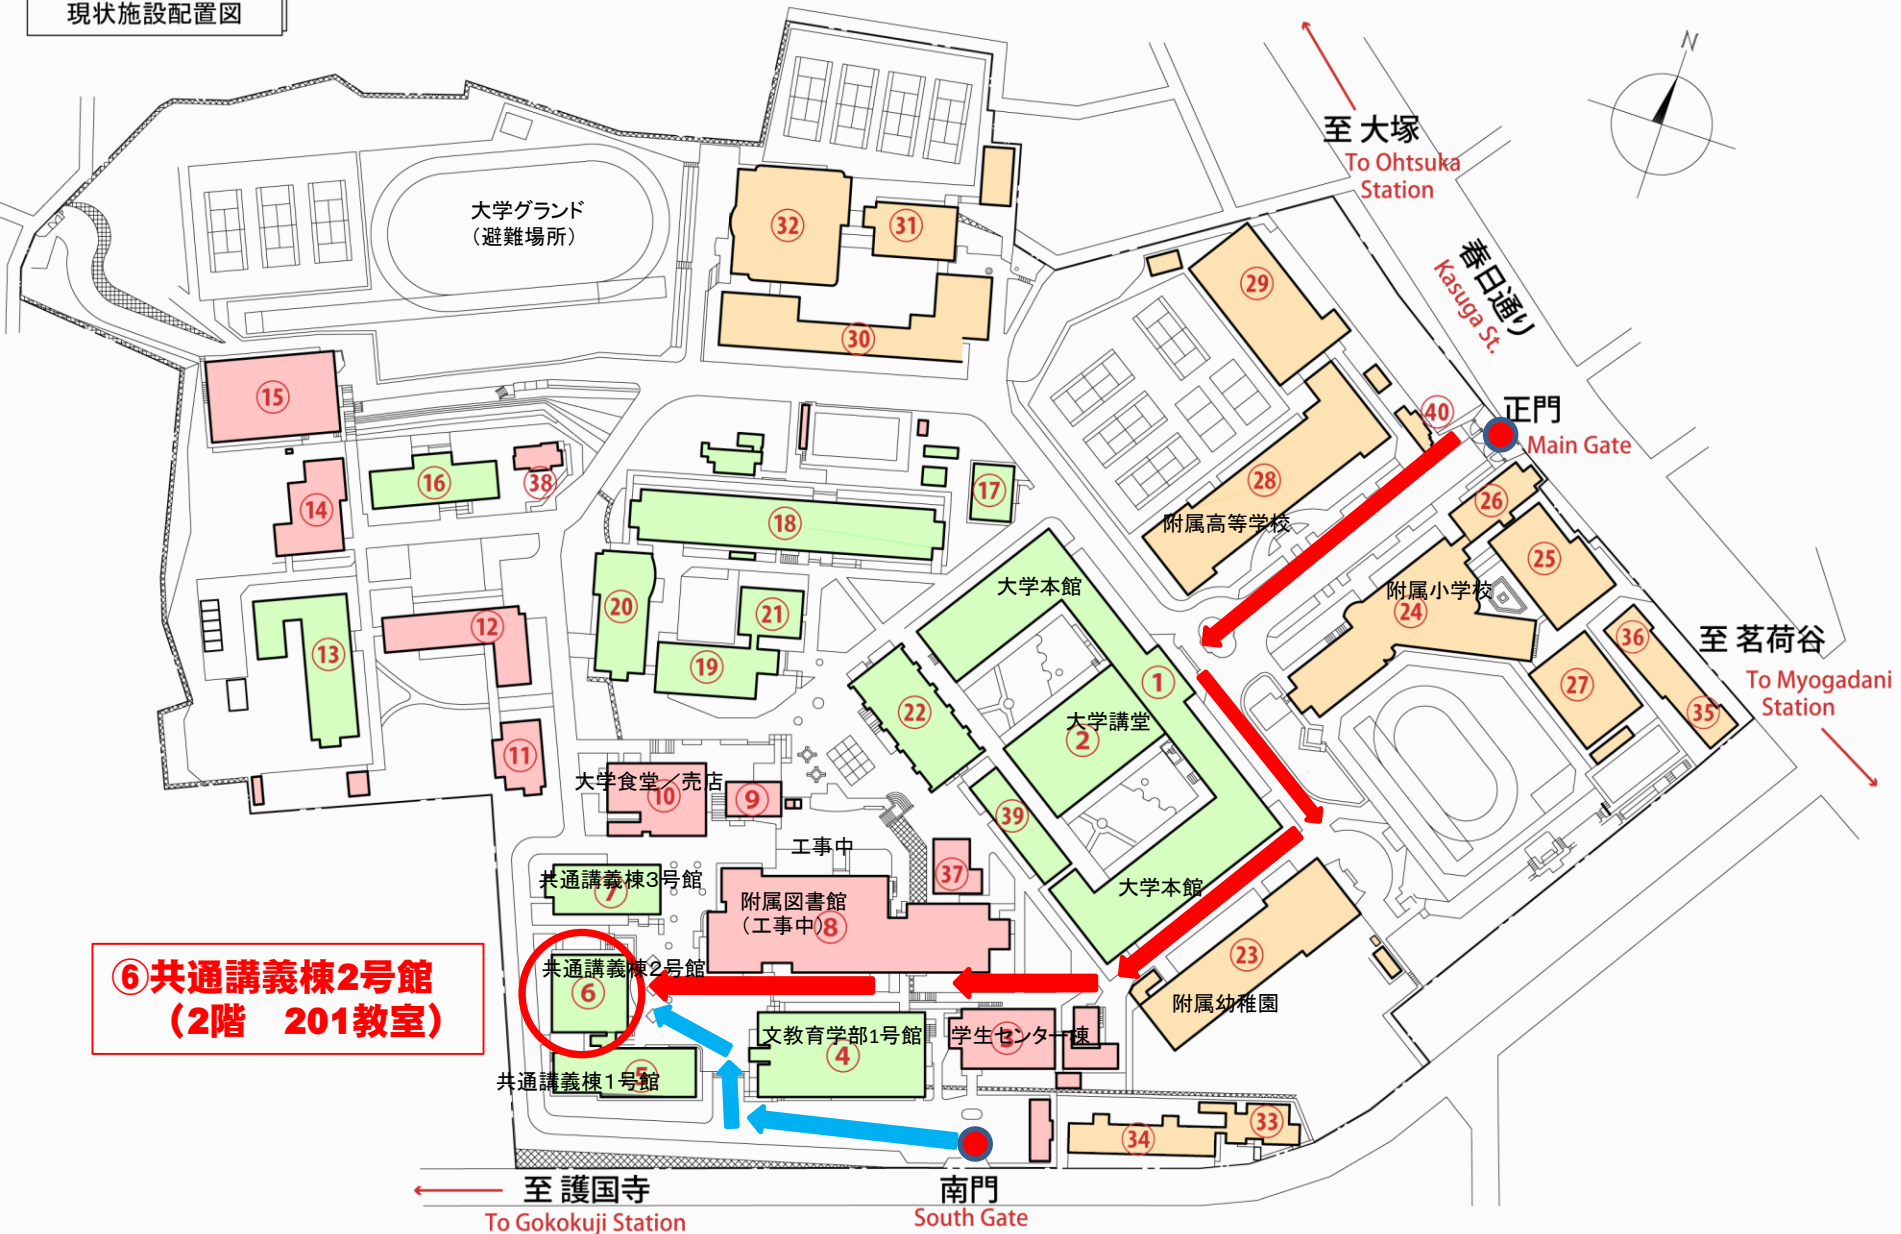 現状施設配置図
N
至 大塚
To Ohtsuka
Station
春日通り
Kasuga St.
大学グランド
（避難場所）
32
31
30
29
40
正門
Main Gate
28
附属高等学校
26
25
附属小学校
24
36
至 茗荷谷
To Myogadani
Station
27
35
15
16
38
14
17
18
20
21
19
13
12
11
大学本館
1
22
大学講堂
2
39
大学本館
大学食堂／売店
10
9
工事中
37
共通講義棟3号館
7
附属図書館
（工事中）
8
⑥共通講義棟2号館
（2階　201教室）
共通講義棟2号館
6
23
附属幼稚園
文教育学部1号館
4
学生センター棟
3
共通講義棟1号館
5
34
33
至 護国寺
To Gokokuji Station
南門
South Gate